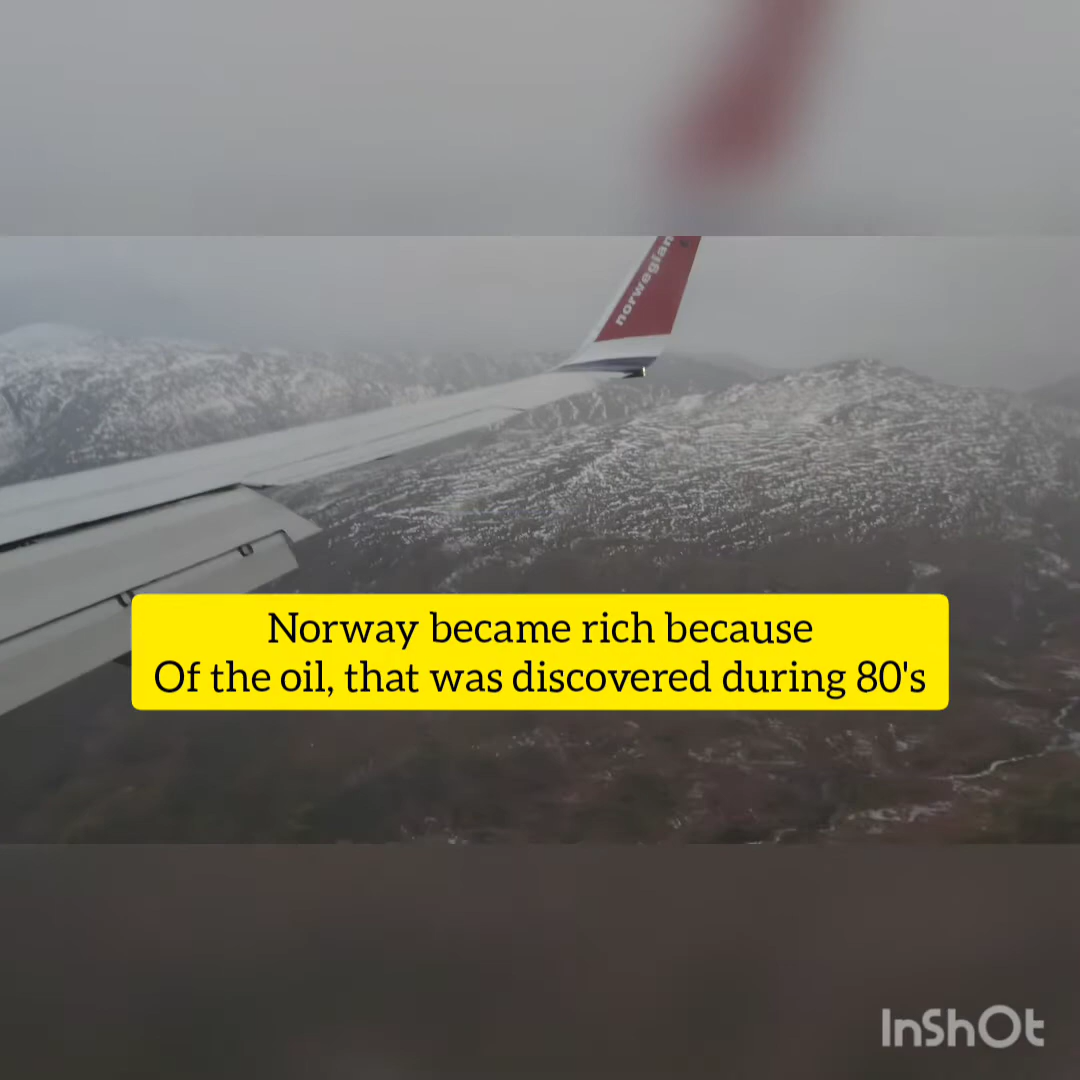 norwegian
Norway became rich because
Of the oil, that was discovered during 80's
InShOt